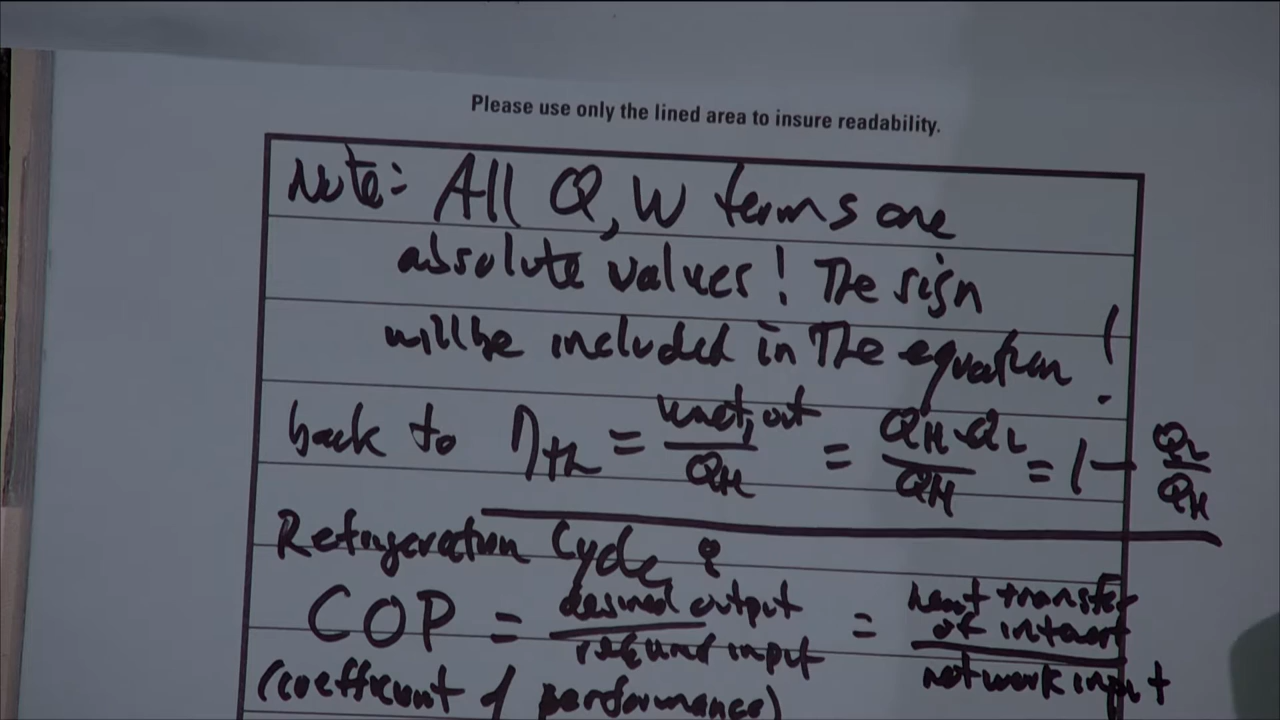 Please use only the lined area to insure readability.
Note: All Q, W terms are
absolute values! The sign
will be included in The equation!
back to ηth = Wnet, out / QH = QH-QL / QH = 1 - QL / QH
Refrigeration Cycle:
COP = desired output / required input = heat transfer of interest / net work input
(coefficient of performance)